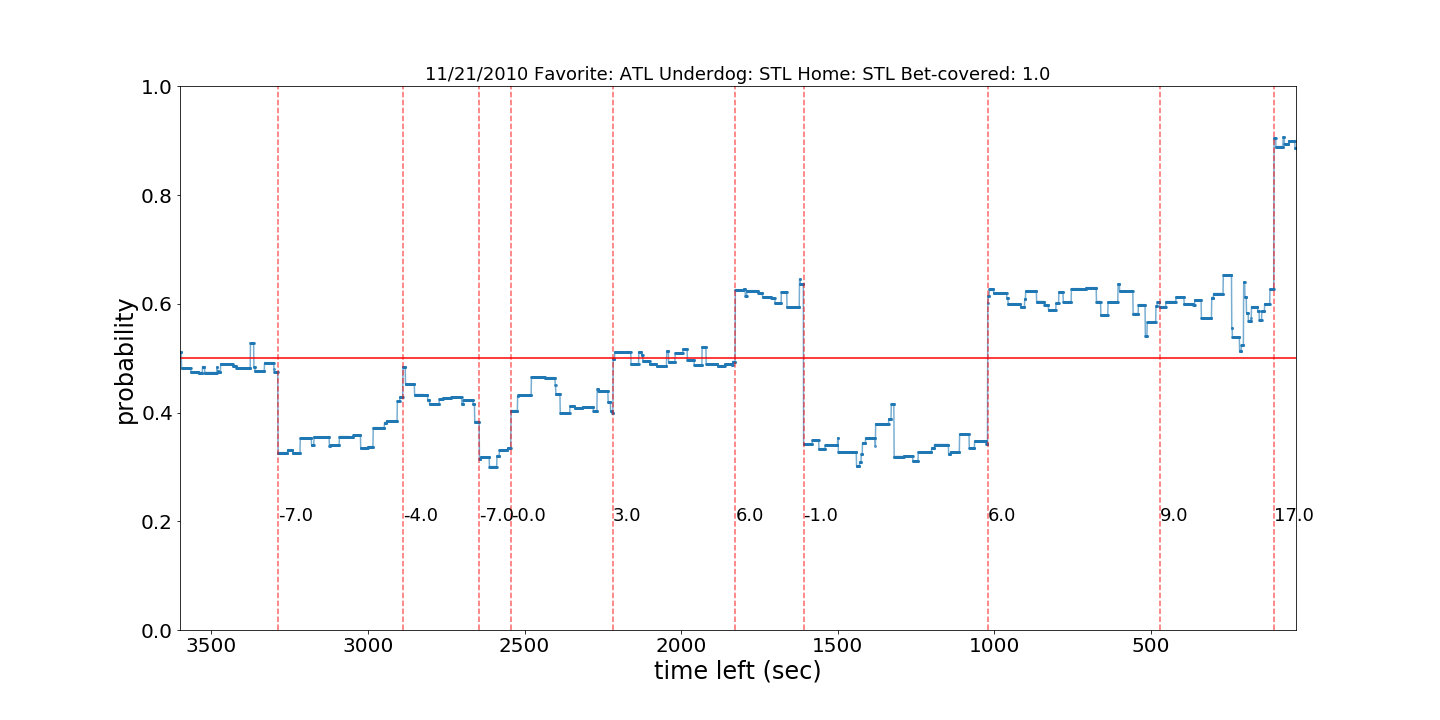 11/21/2010 Favorite: ATL Underdog: STL Home: STL Bet-covered: 1.0
1.0
0.8
0.6
0.4
0.2
0.0
probability
-7.0 -4.0 -7.0 -0.0 3.0 6.0 -1.0 6.0 9.0 17.0
3500 3000 2500 2000 1500 1000 500
time left (sec)